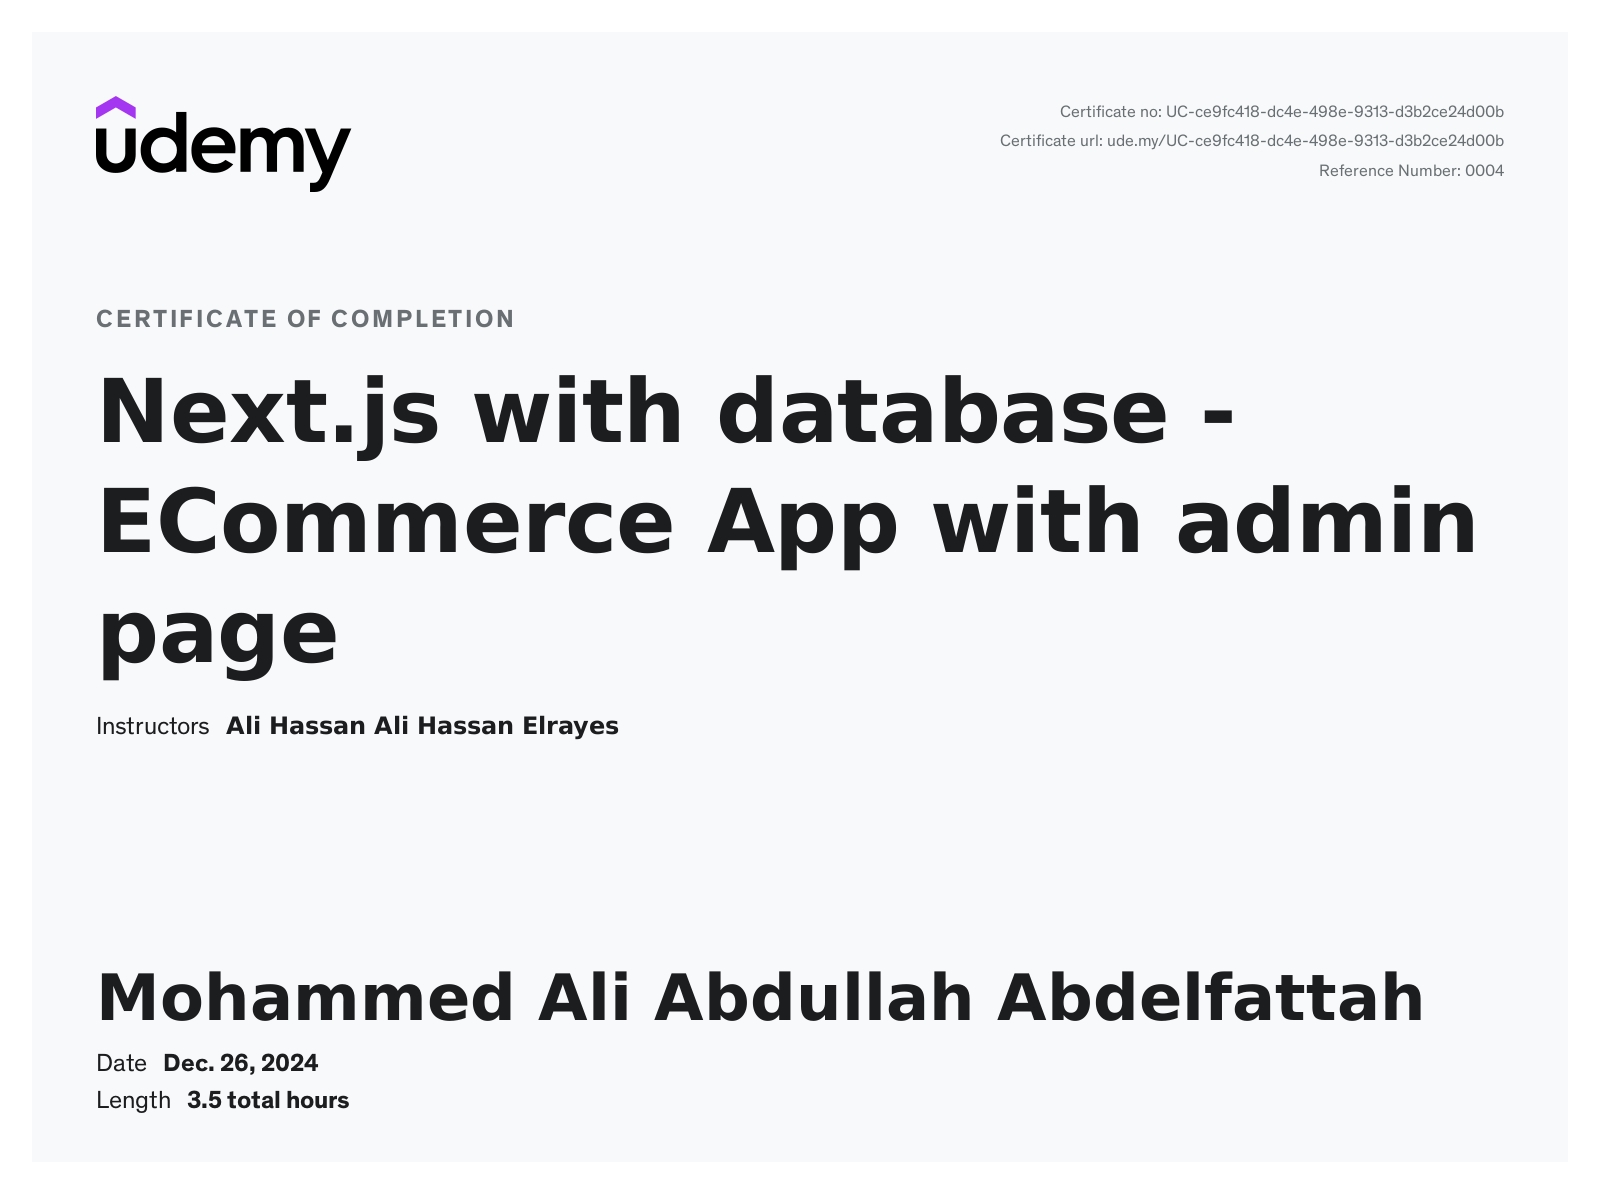 udemy
Certificate no: UC-ce9fc418-dc4e-498e-9313-d3b2ce24d00b
Certificate url: ude.my/UC-ce9fc418-dc4e-498e-9313-d3b2ce24d00b
Reference Number: 0004
CERTIFICATE OF COMPLETION
Next.js with database -
ECommerce App with admin
page
Instructors Ali Hassan Ali Hassan Elrayes
Mohammed Ali Abdullah Abdelfattah
Date Dec. 26, 2024
Length 3.5 total hours